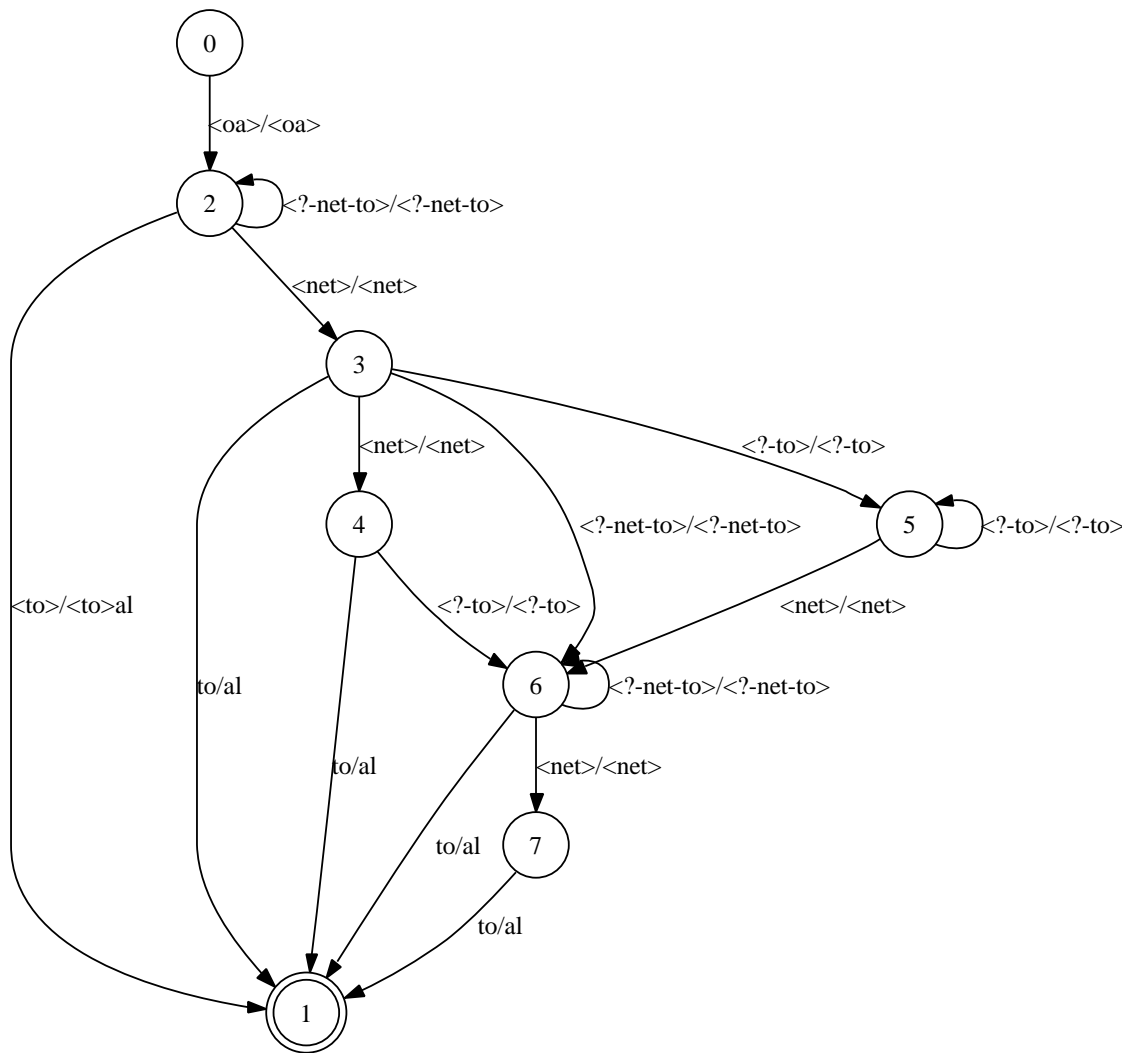 0
<oa>/<oa>
2
<?-net-to>/<?-net-to>
<net>/<net>
3
<net>/<net>
<?-to>/<?-to>
4
<?-net-to>/<?-net-to>
5
<?-to>/<?-to>
<to>/<to>al
<?-to>/<?-to>
<net>/<net>
to/al
6
<?-net-to>/<?-net-to>
to/al
<net>/<net>
to/al
7
to/al
1